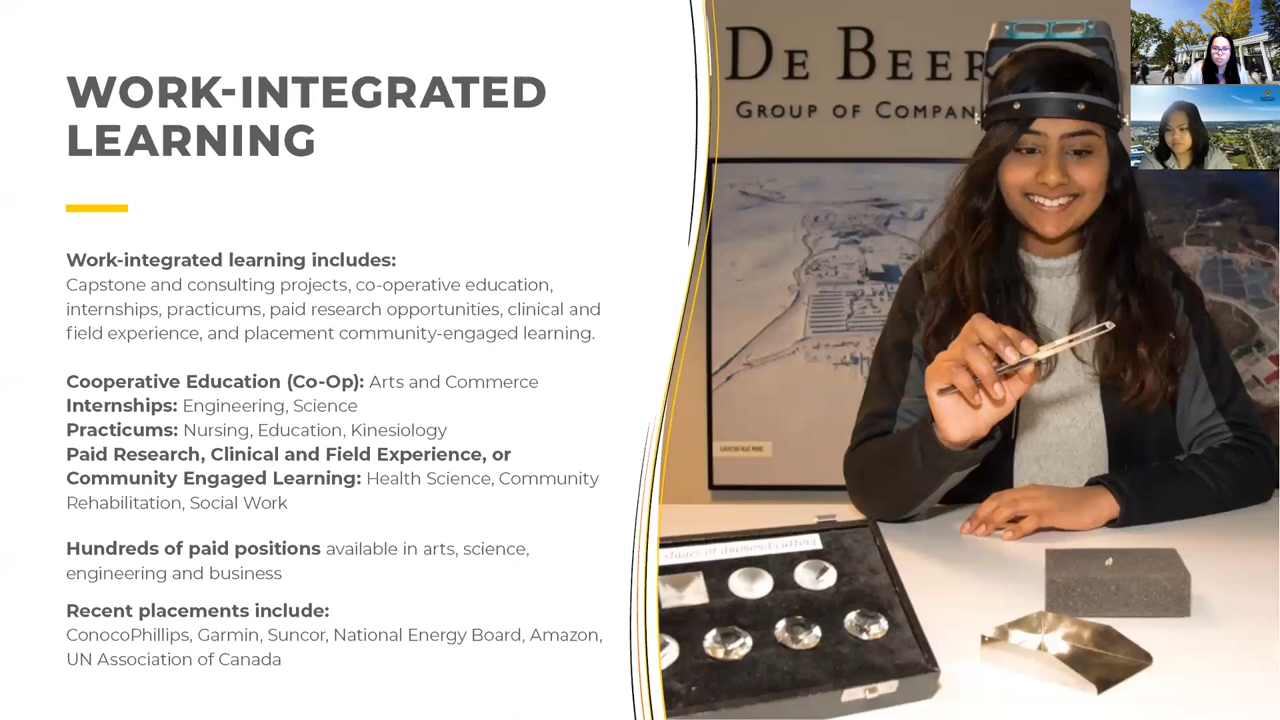 WORK-INTEGRATED
LEARNING
Work-integrated learning includes:
Capstone and consulting projects, co-operative education,
internships, practicums, paid research opportunities, clinical and
field experience, and placement community-engaged learning.
Cooperative Education (Co-Op): Arts and Commerce
Internships: Engineering, Science
Practicums: Nursing, Education, Kinesiology
Paid Research, Clinical and Field Experience, or
Community Engaged Learning: Health Science, Community
Rehabilitation, Social Work
Hundreds of paid positions available in arts, science,
engineering and business
Recent placements include:
ConocoPhillips, Garmin, Suncor, National Energy Board, Amazon,
UN Association of Canada
DE BEER
GROUP OF COMPAN
stages of diamond cutting